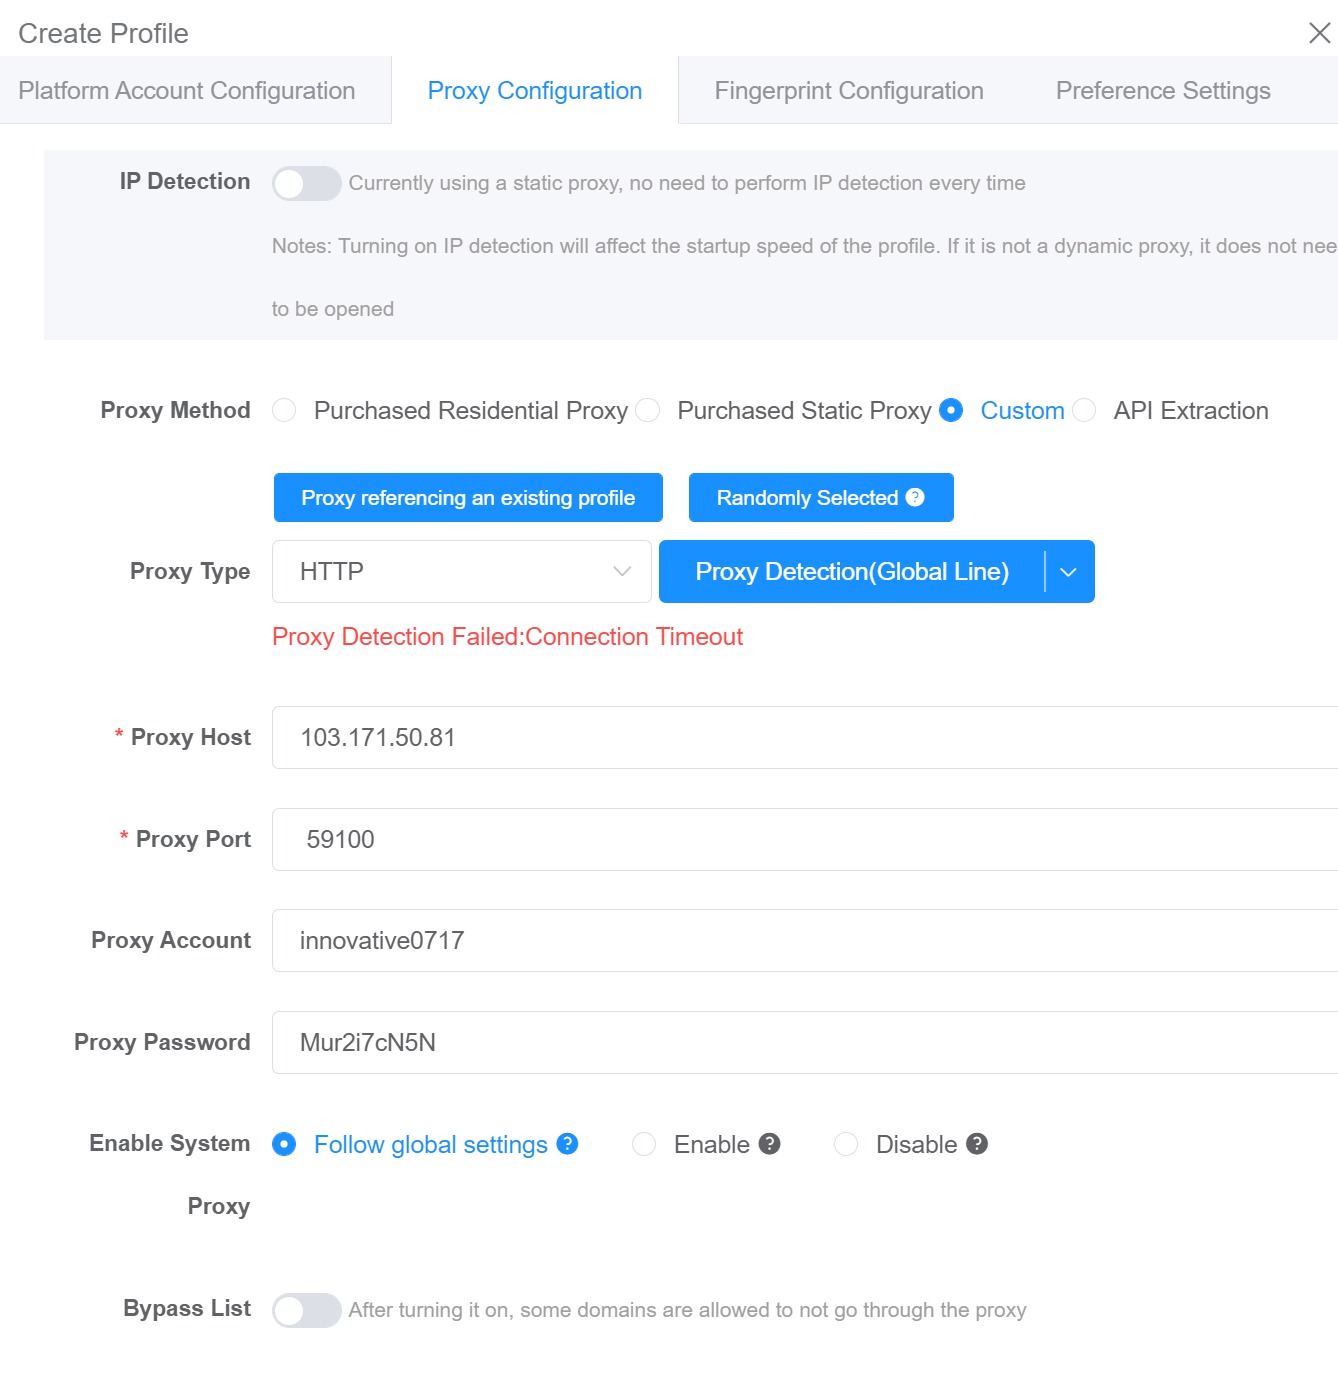 Create Profile
Platform Account Configuration Proxy Configuration Fingerprint Configuration Preference Settings
IP Detection Currently using a static proxy, no need to perform IP detection every time
Notes: Turning on IP detection will affect the startup speed of the profile. If it is not a dynamic proxy, it does not nee
to be opened
Proxy Method Purchased Residential Proxy Purchased Static Proxy Custom API Extraction
Proxy referencing an existing profile Randomly Selected ?
Proxy Type HTTP Proxy Detection(Global Line)
Proxy Detection Failed:Connection Timeout
* Proxy Host 103.171.50.81
* Proxy Port 59100
Proxy Account innovative0717
Proxy Password Mur2i7cN5N
Enable System Follow global settings ? Enable ? Disable ?
Proxy
Bypass List After turning it on, some domains are allowed to not go through the proxy